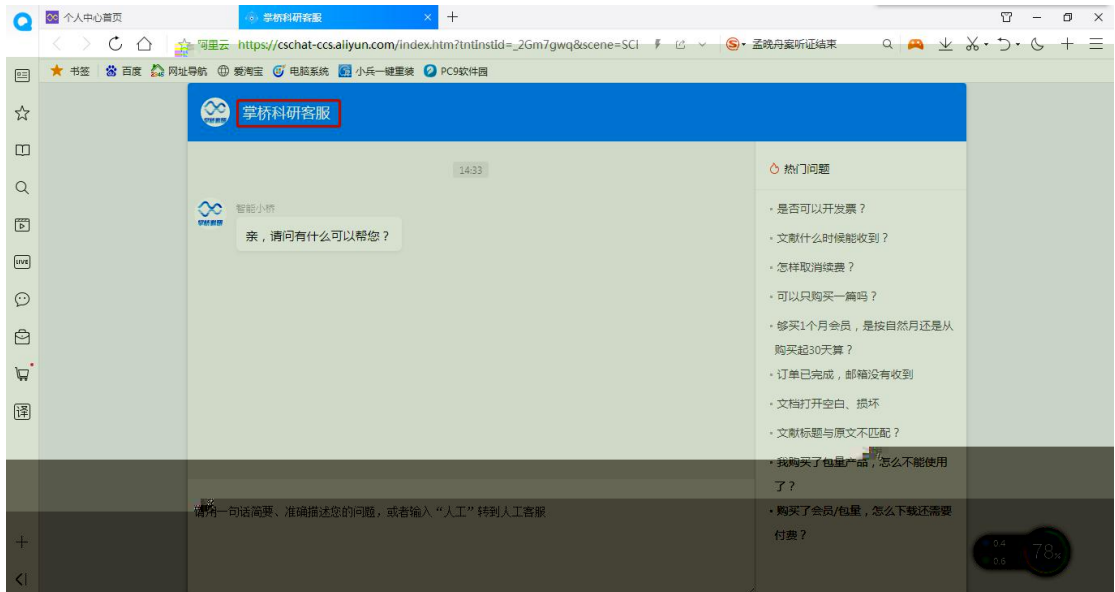 个人中心首页
掌桥科研客服
阿里云
https://cschat-ccs.aliyun.com/index.htm?tntInstId=_2Gm7gwq&scene=SCI
孟晚舟案听证结束
书签
百度
网址导航
爱淘宝
电脑系统
小兵一键重装
PC9软件园
掌桥科研客服
14:33
热门问题
智能小桥
亲，请问有什么可以帮您？
是否可以开发票？
文献什么时候能收到？
怎样取消续费？
可以只购买一篇吗？
够买1个月会员，是按自然月还是从
购买起30天算？
订单已完成，邮箱没有收到
文档打开空白、损坏
文献标题与原文不匹配？
我购买了包量产品，怎么不能使用
了？
购买了会员/包量，怎么下载还需要
付费？
请用一句话简要、准确描述您的问题，或者输入“人工”转到人工客服
LIVE
译
0.4
0.6
78%